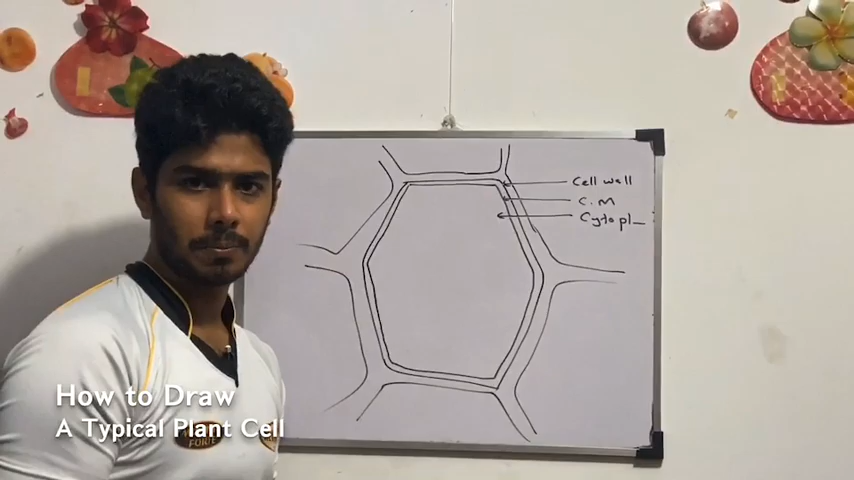 Cell wall
C.M
Cytopl
How to Draw
A Typical Plant Cell